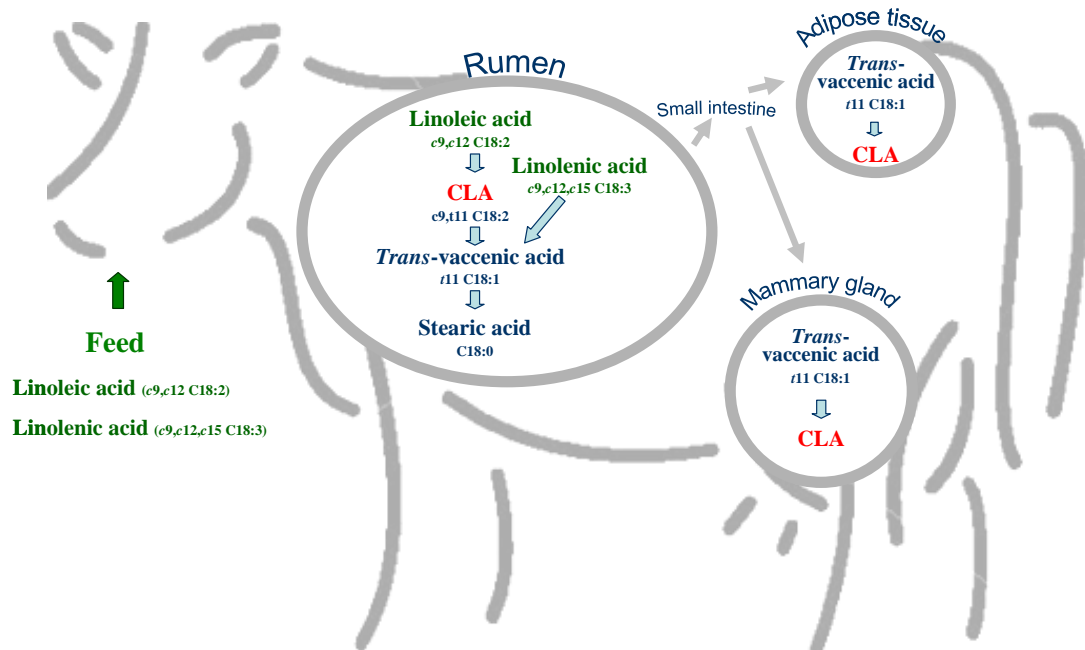 Rumen
Linoleic acid
c9,c12 C18:2
Linolenic acid
c9,c12,c15 C18:3
CLA
c9,t11 C18:2
Trans-vaccenic acid
t11 C18:1
Stearic acid
C18:0
Small intestine
Adipose tissue
Trans-
vaccenic acid
t11 C18:1
CLA
Mammary gland
Trans-
vaccenic acid
t11 C18:1
CLA
Feed
Linoleic acid (c9,c12 C18:2)
Linolenic acid (c9,c12,c15 C18:3)